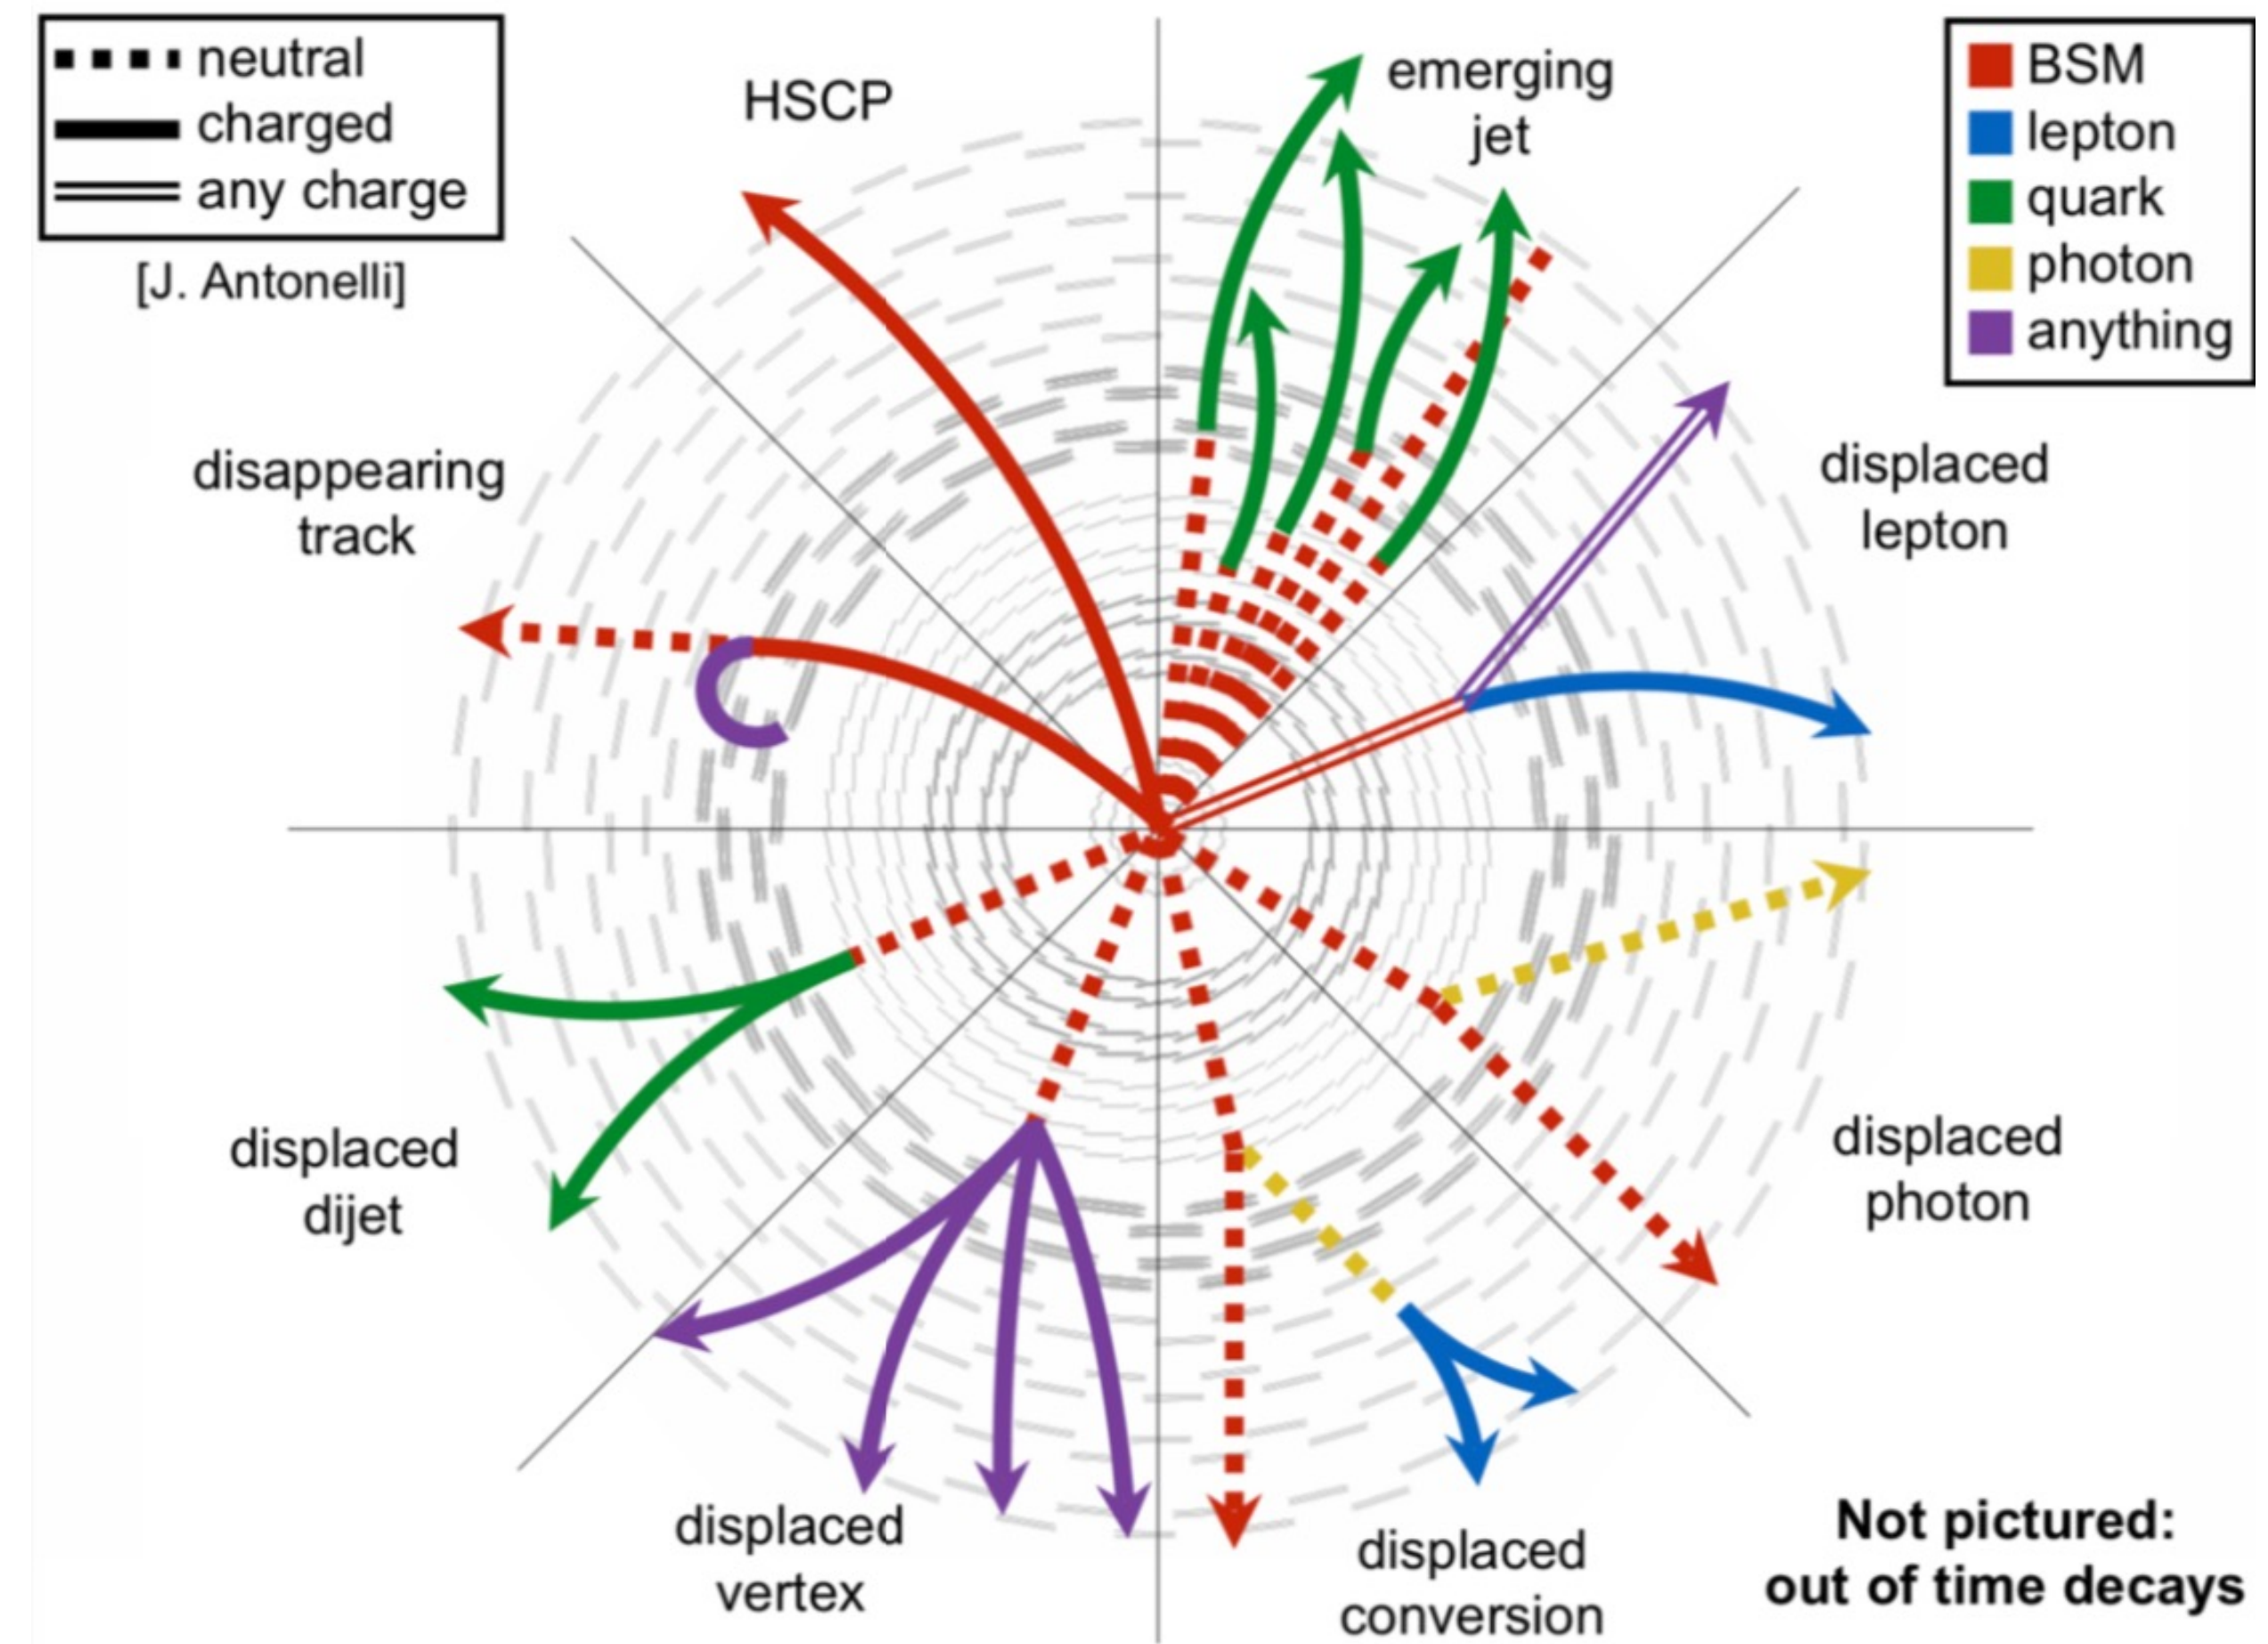 neutral
charged
any charge
[J. Antonelli]
HSCP
emerging
jet
BSM
lepton
quark
photon
anything
disappearing
track
displaced
lepton
displaced
dijet
displaced
photon
displaced
vertex
displaced
conversion
Not pictured:
out of time decays